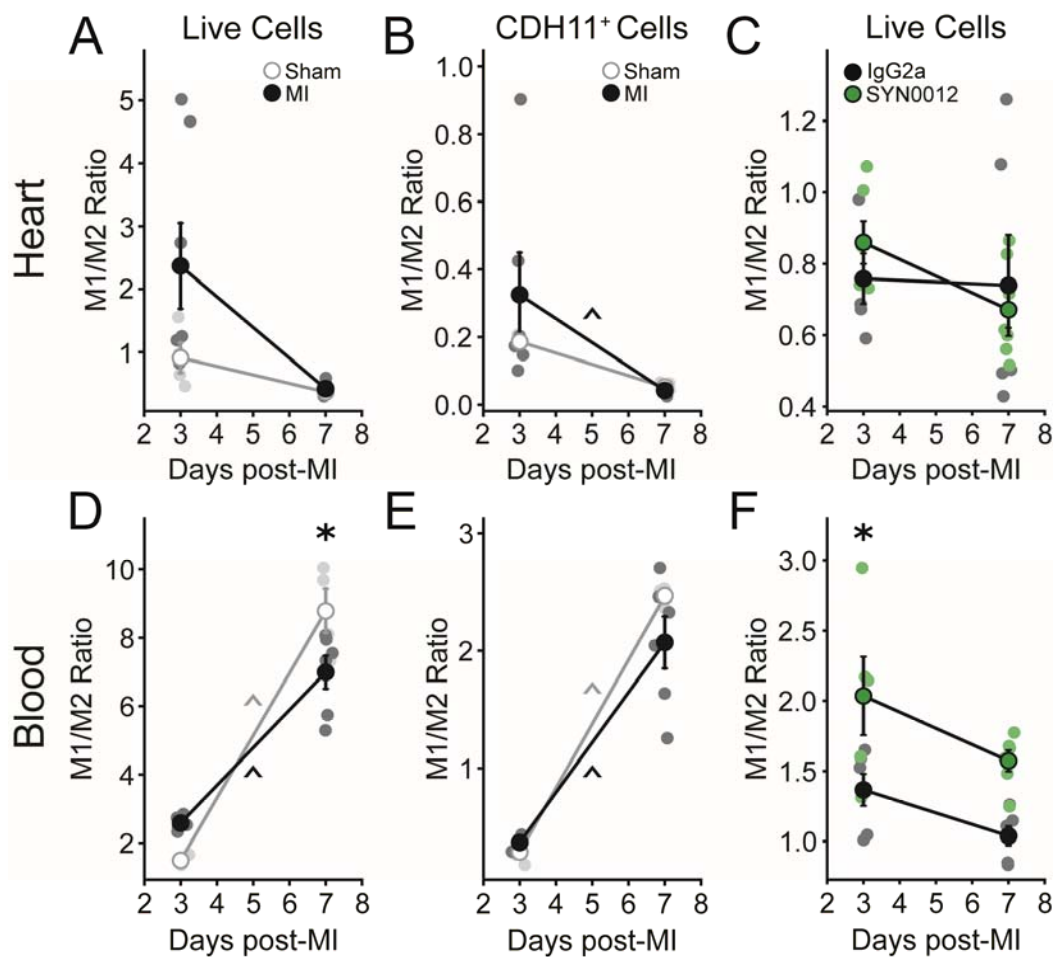 A Live Cells
Sham
MI
M1/M2 Ratio
5
4
3
2
1
2 3 4 5 6 7 8
Days post-MI
B CDH11+ Cells
Sham
MI
M1/M2 Ratio
1.0
0.8
0.6
0.4
0.2
0.0
^
2 3 4 5 6 7 8
Days post-MI
C Live Cells
IgG2a
SYN0012
M1/M2 Ratio
1.2
1.0
0.8
0.6
0.4
2 3 4 5 6 7 8
Days post-MI
Heart
D
*
M1/M2 Ratio
10
8
6
4
2
^
^
2 3 4 5 6 7 8
Days post-MI
E
M1/M2 Ratio
3
2
1
^
^
2 3 4 5 6 7 8
Days post-MI
F
*
M1/M2 Ratio
3.0
2.5
2.0
1.5
1.0
2 3 4 5 6 7 8
Days post-MI
Blood